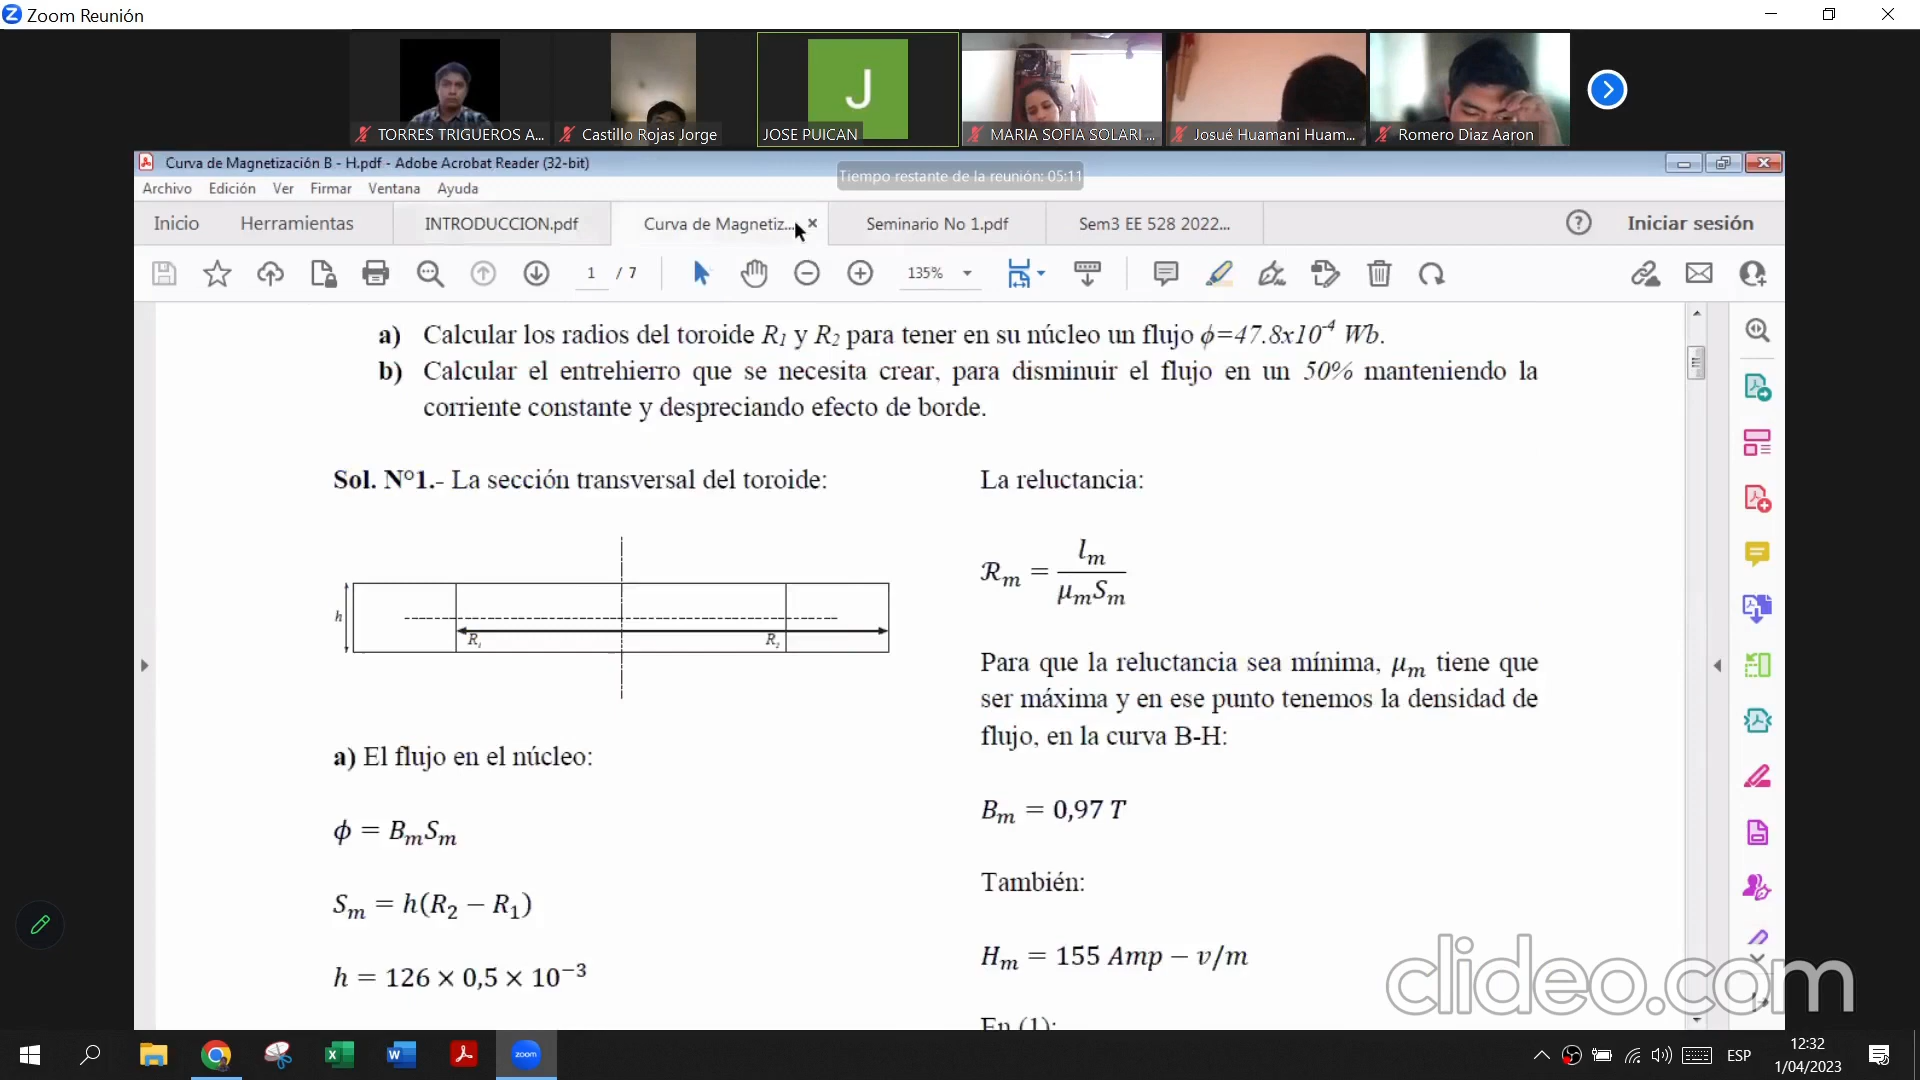 Zoom Reunión
TORRES TRIGUEROS A...
Castillo Rojas Jorge
J
JOSE PUICAN
MARIA SOFIA SOLARI ...
Josué Huamani Huam...
Romero Diaz Aaron
Curva de Magnetización B - H.pdf - Adobe Acrobat Reader (32-bit)
Tiempo restante de la reunión: 05:11
Archivo Edición Ver Firmar Ventana Ayuda
Inicio Herramientas INTRODUCCION.pdf Curva de Magnetiz... Seminario No 1.pdf Sem3 EE 528 2022... Iniciar sesión
1 / 7 135%
a) Calcular los radios del toroide R₁ y R₂ para tener en su núcleo un flujo ϕ=47.8x10⁻⁴ Wb.
b) Calcular el entrehierro que se necesita crear, para disminuir el flujo en un 50% manteniendo la
corriente constante y despreciando efecto de borde.
Sol. N°1.- La sección transversal del toroide:
h
R₁ R₂
a) El flujo en el núcleo:
ϕ = BₘSₘ
Sₘ = h(R₂ − R₁)
h = 126 × 0,5 × 10⁻³
La reluctancia:
ℛₘ = lₘ / μₘSₘ
Para que la reluctancia sea mínima, μₘ tiene que
ser máxima y en ese punto tenemos la densidad de
flujo, en la curva B-H:
Bₘ = 0,97 T
También:
Hₘ = 155 Amp − v/m
En (1):
clideo.com
zoom
ESP
12:32
1/04/2023